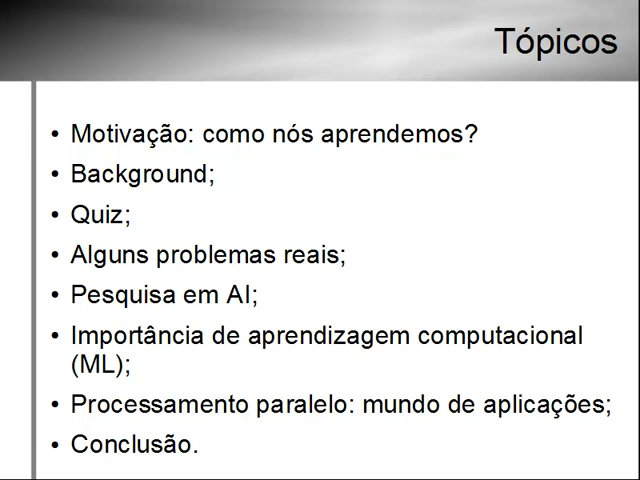 Tópicos
• Motivação: como nós aprendemos?
• Background;
• Quiz;
• Alguns problemas reais;
• Pesquisa em AI;
• Importância de aprendizagem computacional
(ML);
• Processamento paralelo: mundo de aplicações;
• Conclusão.